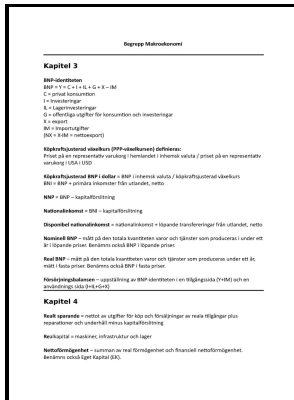 Begrepp Makroekonomi
Kapitel 3
BNP-identiteten
BNP = Y = C + I + IL + G + X – IM
C = privat konsumtion
I = Investeringar
IL = Lagerinvesteringar
G = offentliga utgifter för konsumtion och investeringar
X = export
IM = Importutgifter
(NX = X-IM = nettoexport)
Köpkraftsjusterad växelkurs (PPP-växelkursen) definieras:
Priset på en representativ varukorg i hemlandet i inhemsk valuta / priset på en representativ
varukorg i USA i USD
Köpkraftsjusterad BNP i dollar = BNP i inhemsk valuta / köpkraftsjusterad växelkurs
BNI = BNP + primära inkomster från utlandet, netto
NNP = BNP – kapitalförslitning
Nationalinkomst = BNI – kapitalförslitning
Disponibel nationalinkomst = nationalinkomst + löpande transfereringar från utlandet, netto
Nominell BNP – mått på den totala kvantiteten varor och tjänster som produceras i under ett
år i löpande priser. Benämns också BNP i löpande priser.
Real BNP – mått på den totala kvantiteten varor och tjänster som produceras under ett år,
mätt i fasta priser. Benämns också BNP i fasta priser.
Försörjningsbalansen – uppställning av BNP-identiteten i en tillgångssida (Y+IM) och en
användnings sida (I+IL+G+X)
Kapitel 4
Realt sparande = nettot av utgifter för köp och försäljningar av reala tillgångar plus
reparationer och underhåll minus kapitalförslitning
Realkapital = maskiner, infrastruktur och lager
Nettoförmögenhet – summan av real förmögenhet och finansiell nettoförmögenhet.
Benämns också Eget Kapital (EK).